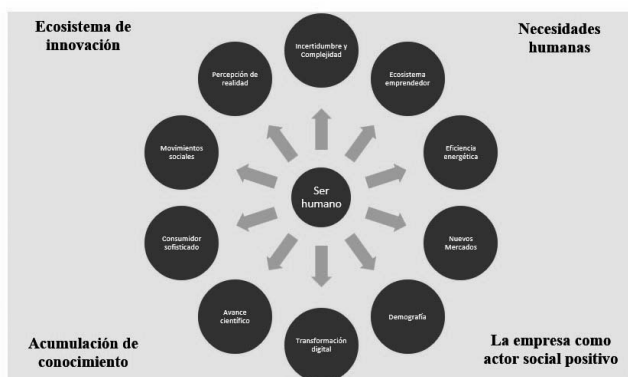 Ecosistema de
innovación
Necesidades
humanas
Incertidumbre y
Complejidad
Percepción de
realidad
Ecosistema
emprendedor
Movimientos
sociales
Eficiencia
energética
Ser
humano
Consumidor
sofisticado
Nuevos
Mercados
Avance
científico
Demografía
Transformación
digital
Acumulación de
conocimiento
La empresa como
actor social positivo